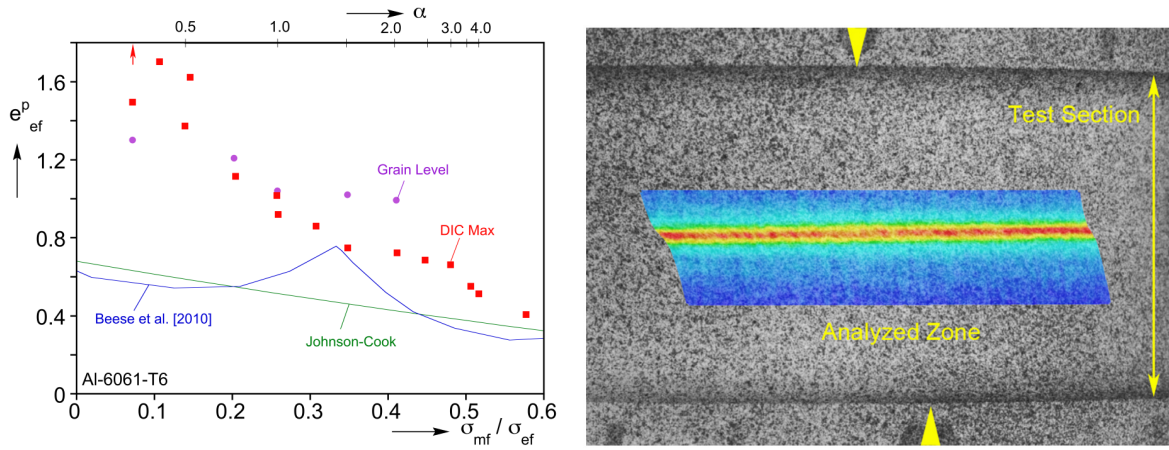 α
0.5 1.0 2.0 3.0 4.0
1.6
e^p_ef
1.2
Grain Level
0.8
DIC Max
0.4
Beese et al. [2010]
Johnson-Cook
Al-6061-T6
0
0 0.1 0.2 0.3 0.4 0.5 0.6
σ_mf / σ_ef
Test Section
Analyzed Zone